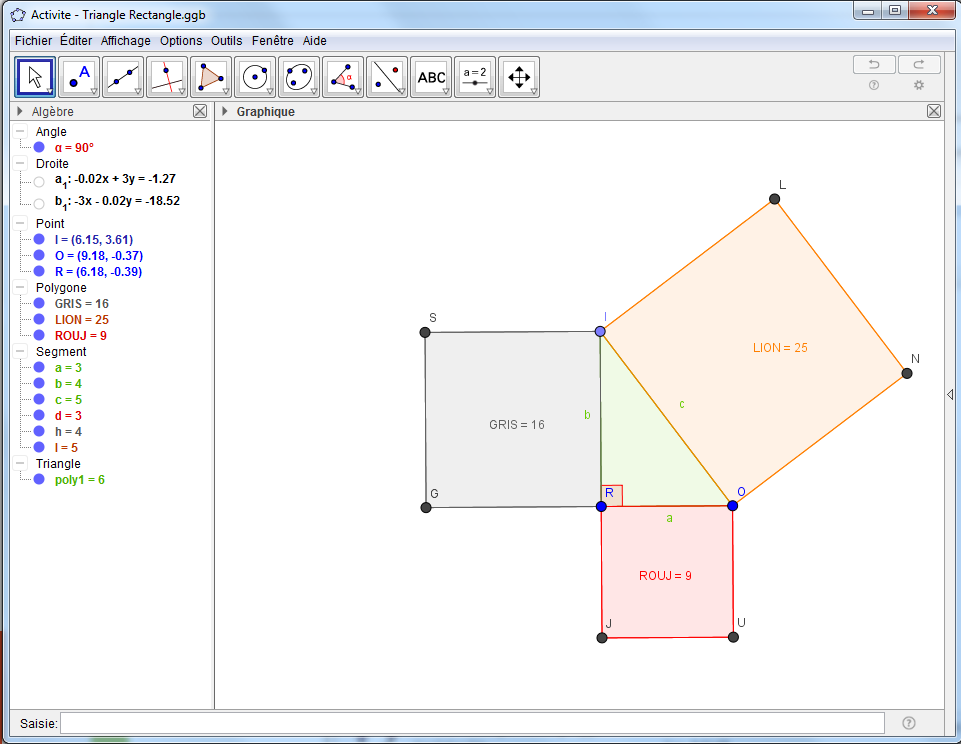 Activite - Triangle Rectangle.ggb
Fichier Éditer Affichage Options Outils Fenêtre Aide
A
α
ABC
a=2
Algèbre
Graphique
Angle
α = 90°
Droite
a1: -0.02x + 3y = -1.27
b1: -3x - 0.02y = -18.52
Point
I = (6.15, 3.61)
O = (9.18, -0.37)
R = (6.18, -0.39)
Polygone
GRIS = 16
LION = 25
ROUJ = 9
Segment
a = 3
b = 4
c = 5
d = 3
h = 4
l = 5
Triangle
poly1 = 6
L
S
I
LION = 25
N
c
b
GRIS = 16
G
R
O
a
ROUJ = 9
J
U
Saisie: